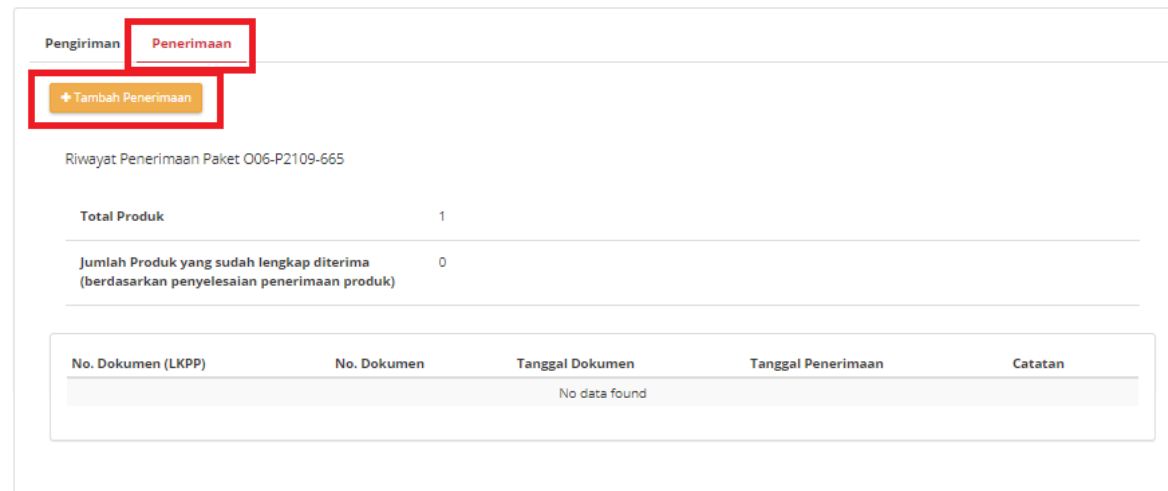 Pengiriman Penerimaan
+ Tambah Penerimaan
Riwayat Penerimaan Paket O06-P2109-665
Total Produk 1
Jumlah Produk yang sudah lengkap diterima 0
(berdasarkan penyelesaian penerimaan produk)
No. Dokumen (LKPP) No. Dokumen Tanggal Dokumen Tanggal Penerimaan Catatan
No data found